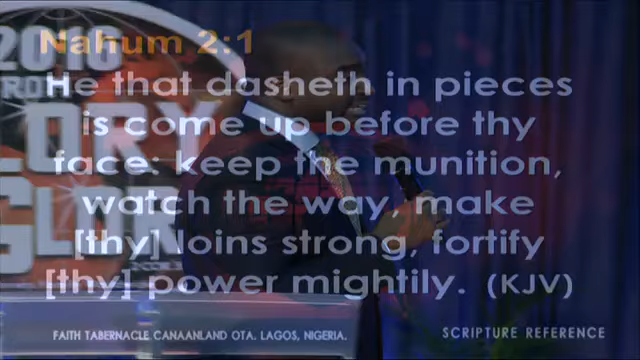 Nahum 2:1
He that dasheth in pieces
is come up before thy
face: keep the munition,
watch the way, make
[thy] loins strong, fortify
[thy] power mightily. (KJV)
2016
FAITH TABERNACLE CANAANLAND OTA. LAGOS, NIGERIA.
SCRIPTURE REFERENCE